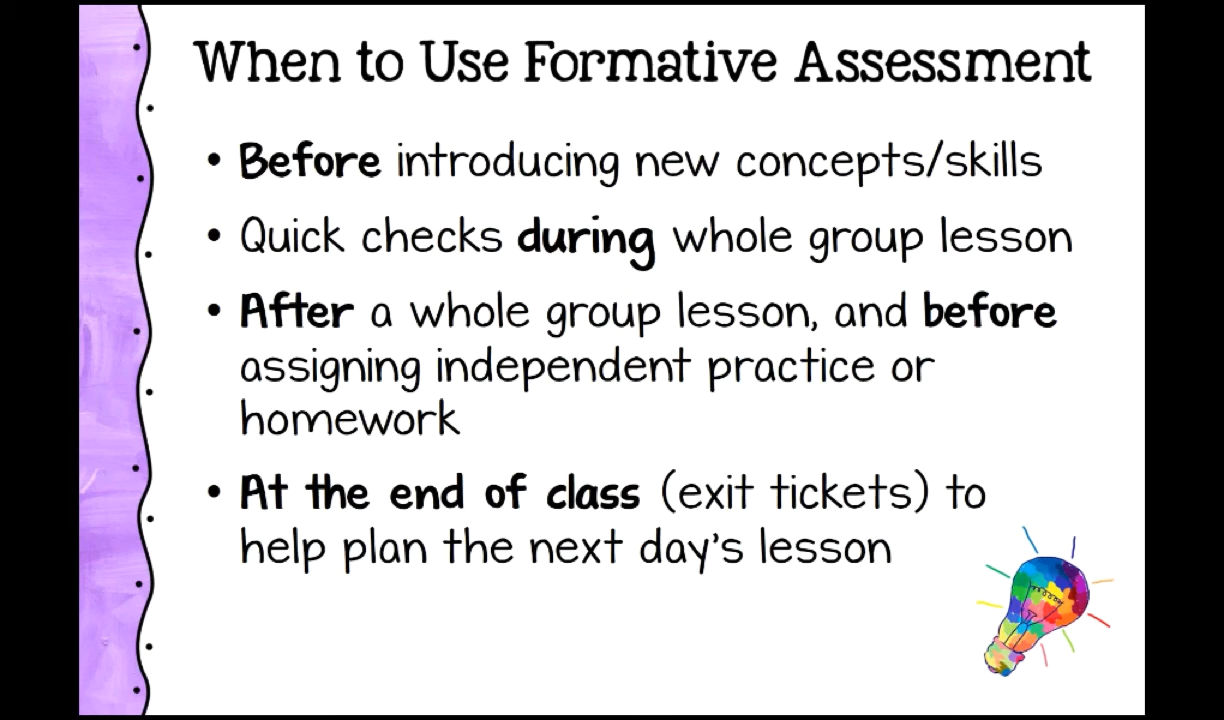 When to Use Formative Assessment
• Before introducing new concepts/skills
• Quick checks during whole group lesson
• After a whole group lesson, and before
assigning independent practice or
homework
• At the end of class (exit tickets) to
help plan the next day's lesson